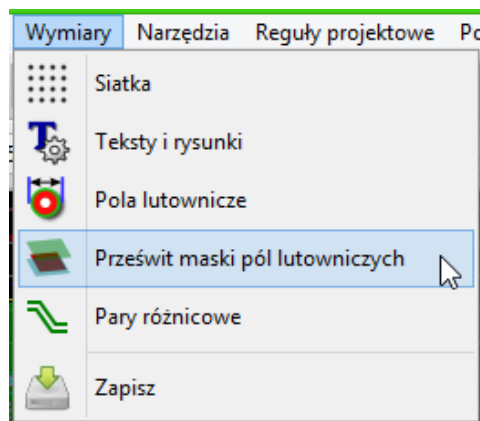 Wymiary Narzędzia Reguły projektowe
Siatka
Teksty i rysunki
Pola lutownicze
Prześwit maski pól lutowniczych
Pary różnicowe
Zapisz